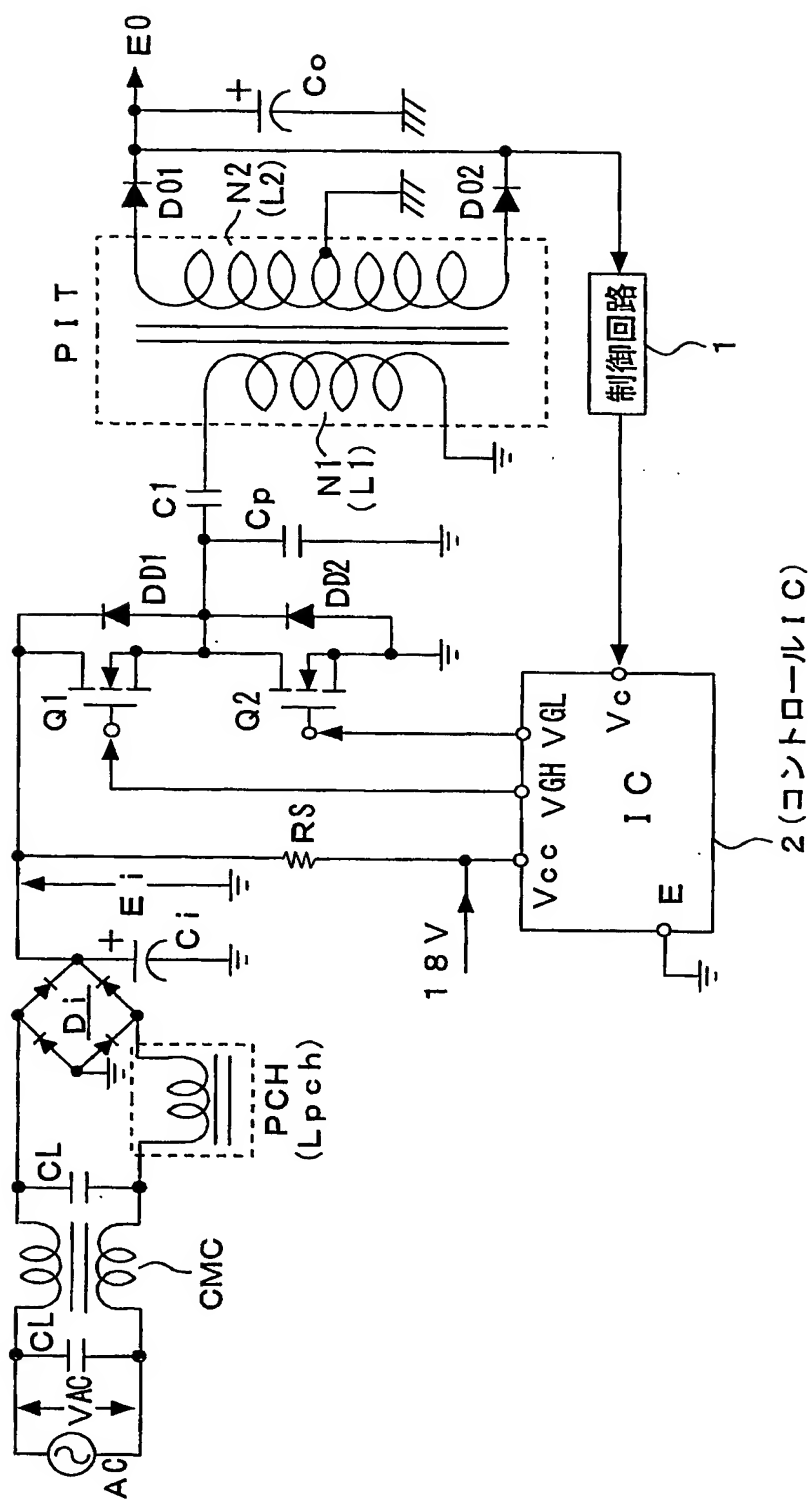 AC
VAC
CL
CMC
CL
PCH
(Lpch)
Di
+
Ci
Ei
RS
18V
Q1
Q2
DD1
DD2
C1
Cp
PIT
N1
(L1)
N2
(L2)
DO1
DO2
+
Co
E0
制御回路
1
Vcc
VGH
VGL
IC
Vc
E
2(コントロールIC)